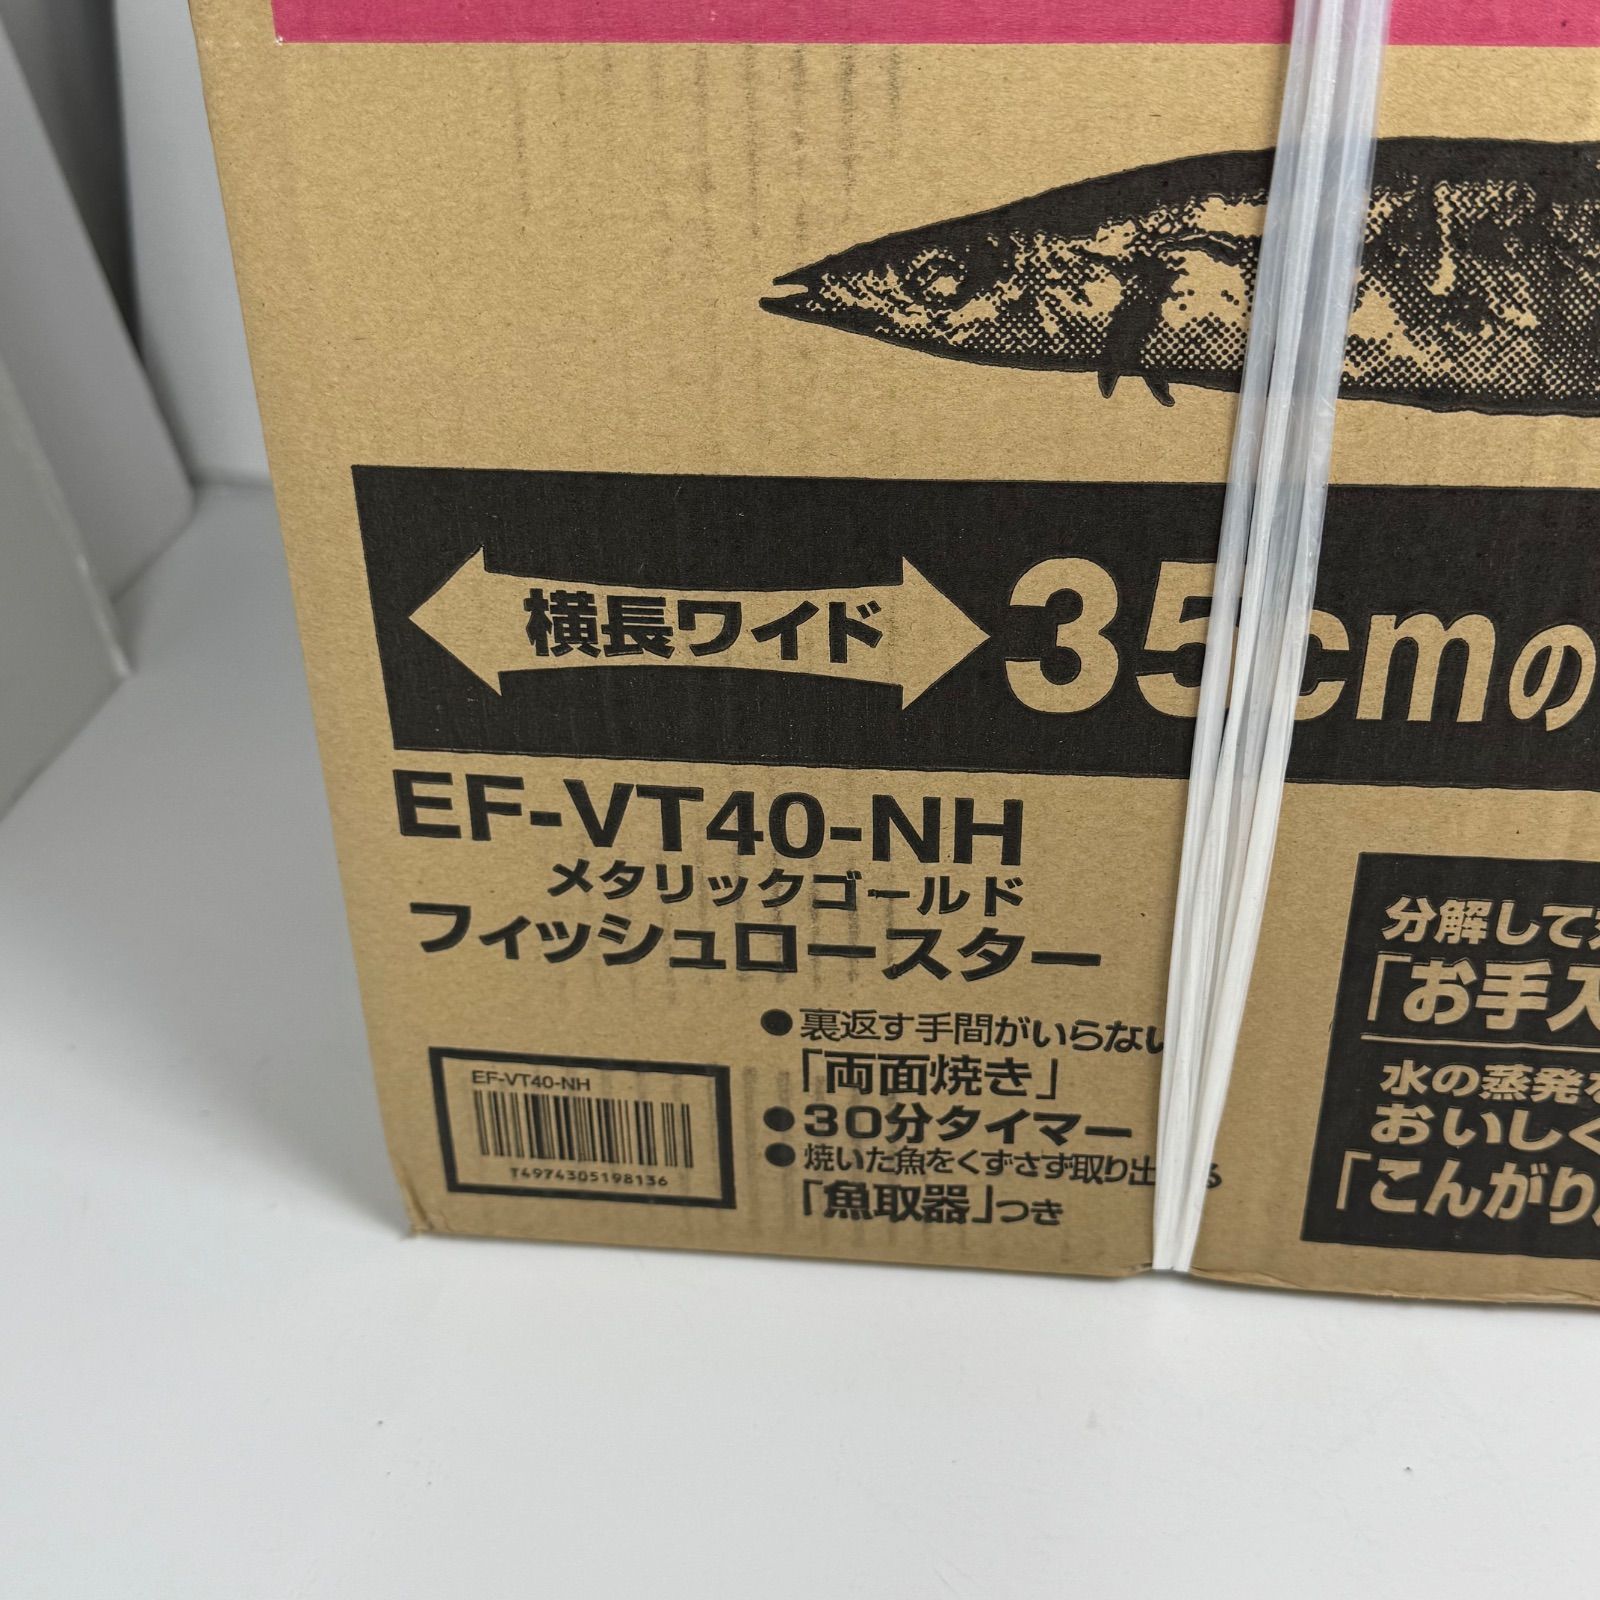 横長ワイド 35cmの
EF-VT40-NH
メタリックゴールド
フィッシュロースター
●裏返す手間がいらない
「両面焼き」
●30分タイマー
●焼いた魚をくずさず取り出
「魚取器」つき
EF-VT40-NH
T4974305198136
分解して
「お手入
水の蒸発
おいしく
「こんがり